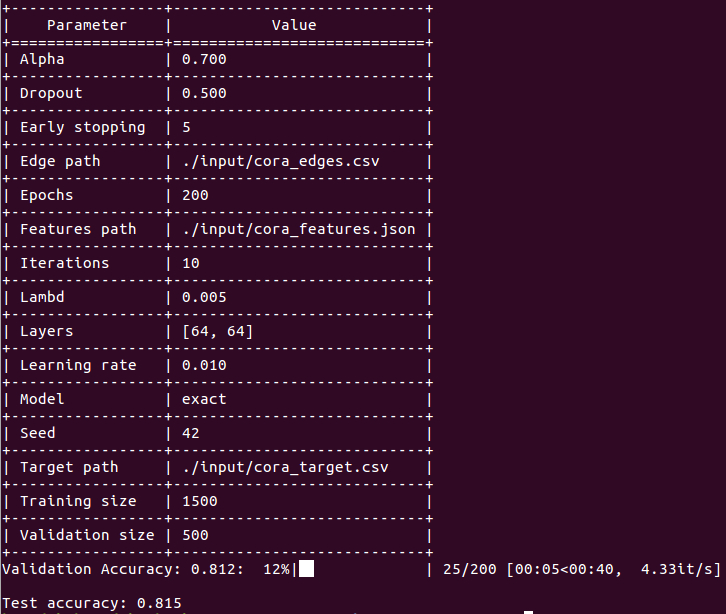 +-----------------+----------------------------+
|    Parameter    |           Value            |
+=================+============================+
| Alpha           | 0.700                      |
+-----------------+----------------------------+
| Dropout         | 0.500                      |
+-----------------+----------------------------+
| Early stopping  | 5                          |
+-----------------+----------------------------+
| Edge path       | ./input/cora_edges.csv     |
+-----------------+----------------------------+
| Epochs          | 200                        |
+-----------------+----------------------------+
| Features path   | ./input/cora_features.json |
+-----------------+----------------------------+
| Iterations      | 10                         |
+-----------------+----------------------------+
| Lambd           | 0.005                      |
+-----------------+----------------------------+
| Layers          | [64, 64]                   |
+-----------------+----------------------------+
| Learning rate   | 0.010                      |
+-----------------+----------------------------+
| Model           | exact                      |
+-----------------+----------------------------+
| Seed            | 42                         |
+-----------------+----------------------------+
| Target path     | ./input/cora_target.csv    |
+-----------------+----------------------------+
| Training size   | 1500                       |
+-----------------+----------------------------+
| Validation size | 500                        |
+-----------------+----------------------------+
Validation Accuracy: 0.812:  12%|██            | 25/200 [00:05<00:40,  4.33it/s]
Test accuracy: 0.815